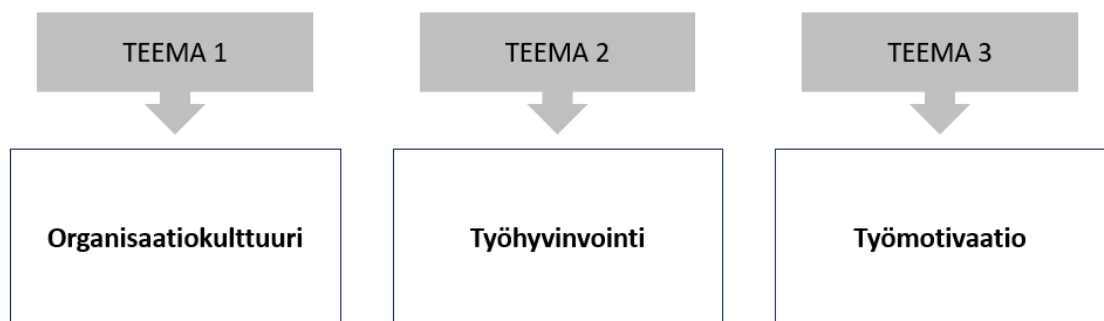 TEEMA 1
TEEMA 2
TEEMA 3
Organisaatiokulttuuri
Työhyvinvointi
Työmotivaatio